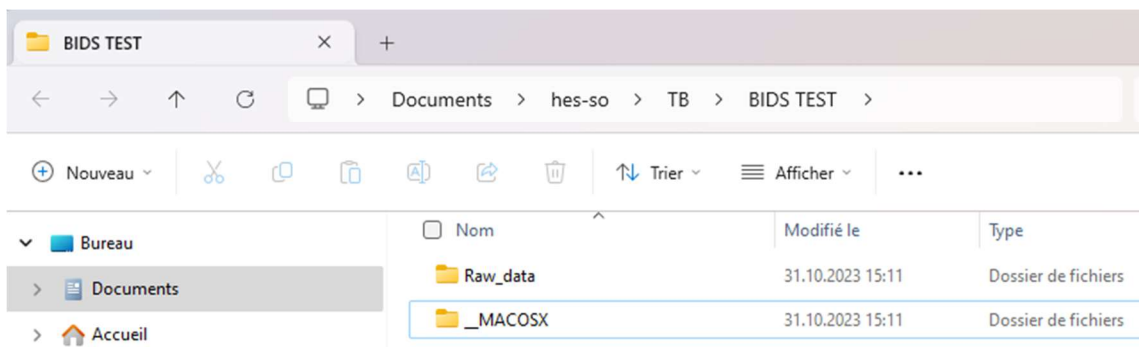 BIDS TEST
Documents > hes-so > TB > BIDS TEST >
Nouveau Trier Afficher ...
Bureau
Documents
Accueil
Nom Modifié le Type
Raw_data 31.10.2023 15:11 Dossier de fichiers
__MACOSX 31.10.2023 15:11 Dossier de fichiers